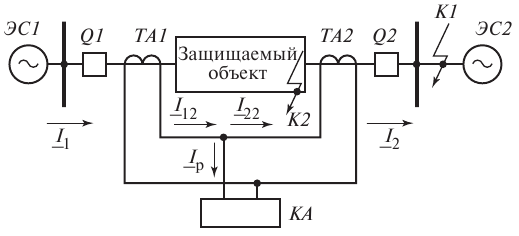 ЭС1
Q1
TA1
Защищаемый
объект
TA2
Q2
K1
ЭС2
K2
I1
I12
I22
I2
Iр
KA